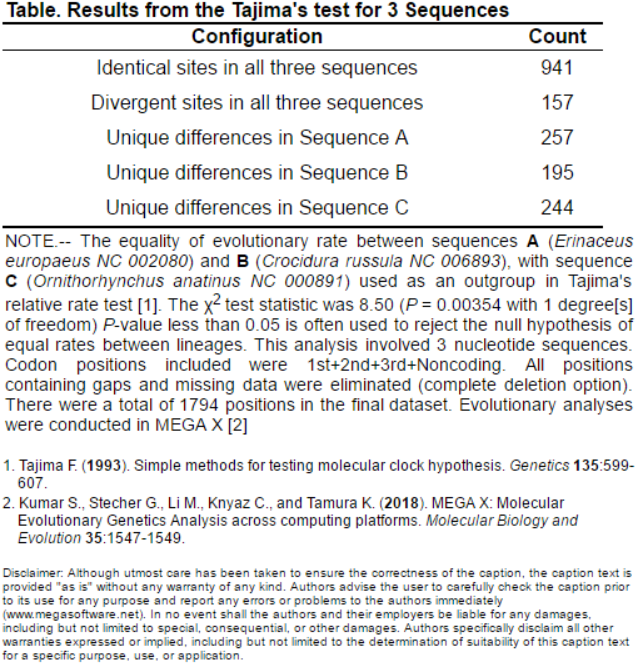 Table. Results from the Tajima's test for 3 Sequences
Configuration Count
Identical sites in all three sequences 941
Divergent sites in all three sequences 157
Unique differences in Sequence A 257
Unique differences in Sequence B 195
Unique differences in Sequence C 244
NOTE.-- The equality of evolutionary rate between sequences A (Erinaceus
europaeus NC 002080) and B (Crocidura russula NC 006893), with sequence
C (Ornithorhynchus anatinus NC 000891) used as an outgroup in Tajima's
relative rate test [1]. The χ2 test statistic was 8.50 (P = 0.00354 with 1 degree[s]
of freedom) P-value less than 0.05 is often used to reject the null hypothesis of
equal rates between lineages. This analysis involved 3 nucleotide sequences.
Codon positions included were 1st+2nd+3rd+Noncoding. All positions
containing gaps and missing data were eliminated (complete deletion option).
There were a total of 1794 positions in the final dataset. Evolutionary analyses
were conducted in MEGA X [2]
1. Tajima F. (1993). Simple methods for testing molecular clock hypothesis. Genetics 135:599-
607.
2. Kumar S., Stecher G., Li M., Knyaz C., and Tamura K. (2018). MEGA X: Molecular
Evolutionary Genetics Analysis across computing platforms. Molecular Biology and
Evolution 35:1547-1549.
Disclaimer: Although utmost care has been taken to ensure the correctness of the caption, the caption text is
provided "as is" without any warranty of any kind. Authors advise the user to carefully check the caption prior
to its use for any purpose and report any errors or problems to the authors immediately
(www.megasoftware.net). In no event shall the authors and their employers be liable for any damages,
including but not limited to special, consequential, or other damages. Authors specifically disclaim all other
warranties expressed or implied, including but not limited to the determination of suitability of this caption text
for a specific purpose, use, or application.